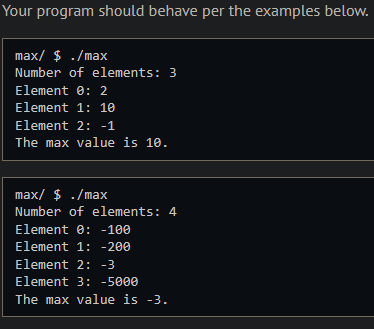 Your program should behave per the examples below.
max/ $ ./max
Number of elements: 3
Element 0: 2
Element 1: 10
Element 2: -1
The max value is 10.
max/ $ ./max
Number of elements: 4
Element 0: -100
Element 1: -200
Element 2: -3
Element 3: -5000
The max value is -3.